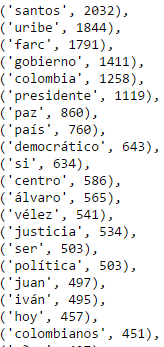 ('santos', 2032),
('uribe', 1844),
('farc', 1791),
('gobierno', 1411),
('colombia', 1258),
('presidente', 1119),
('paz', 860),
('país', 760),
('democrático', 643),
('si', 634),
('centro', 586),
('álvaro', 565),
('vélez', 541),
('justicia', 534),
('ser', 503),
('política', 503),
('juan', 497),
('iván', 495),
('hoy', 457),
('colombianos', 451),